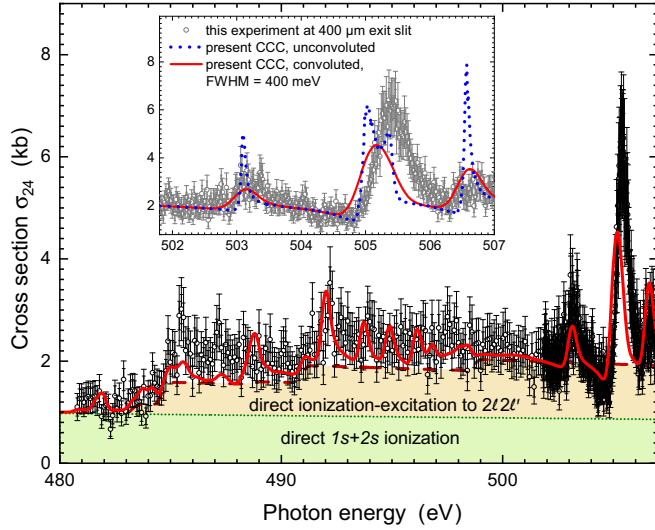 this experiment at 400 µm exit slit
present CCC, unconvoluted
present CCC, convoluted,
FWHM = 400 meV
8
6
4
2
502 503 504 505 506 507
8
6
4
2
0
Cross section σ24 (kb)
direct ionization-excitation to 2ℓ2ℓ'
direct 1s+2s ionization
480 490 500
Photon energy (eV)